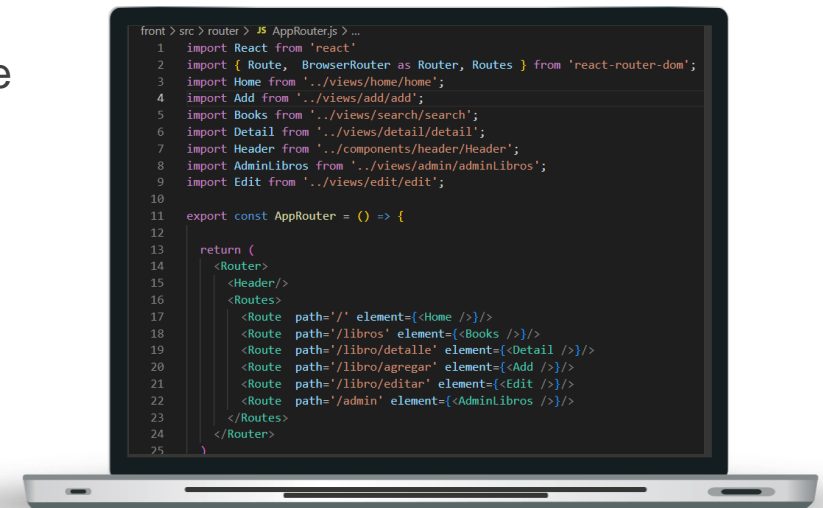 e
front > src > router > JS AppRouter.js > ...
1 import React from 'react'
2 import { Route,  BrowserRouter as Router, Routes } from 'react-router-dom';
3 import Home from '../views/home/home';
4 import Add from '../views/add/add';
5 import Books from '../views/search/search';
6 import Detail from '../views/detail/detail';
7 import Header from '../components/header/Header';
8 import AdminLibros from '../views/admin/adminLibros';
9 import Edit from '../views/edit/edit';
10
11 export const AppRouter = () => {
12
13   return (
14     <Router>
15       <Header/>
16       <Routes>
17         <Route  path='/' element={<Home />}/>
18         <Route  path='/libros' element={<Books />}/>
19         <Route  path='/libro/detalle' element={<Detail />}/>
20         <Route  path='/libro/agregar' element={<Add />}/>
21         <Route  path='/libro/editar' element={<Edit />}/>
22         <Route  path='/admin' element={<AdminLibros />}/>
23       </Routes>
24     </Router>
25   )